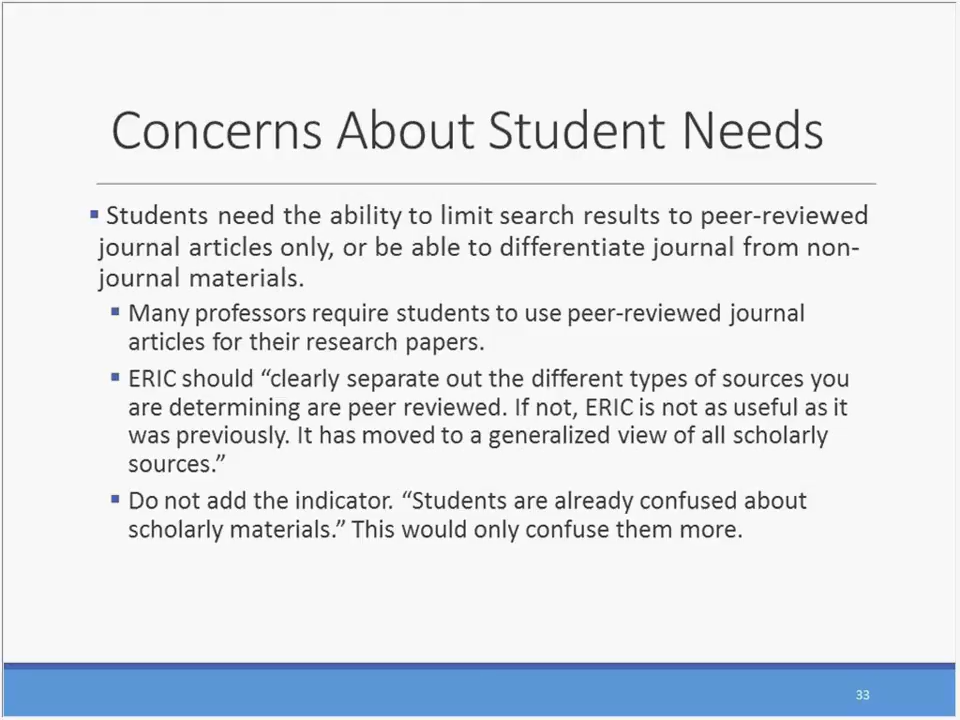 Concerns About Student Needs
▪ Students need the ability to limit search results to peer-reviewed
journal articles only, or be able to differentiate journal from non-
journal materials.
▪ Many professors require students to use peer-reviewed journal
articles for their research papers.
▪ ERIC should “clearly separate out the different types of sources you
are determining are peer reviewed. If not, ERIC is not as useful as it
was previously. It has moved to a generalized view of all scholarly
sources.”
▪ Do not add the indicator. “Students are already confused about
scholarly materials.” This would only confuse them more.
33